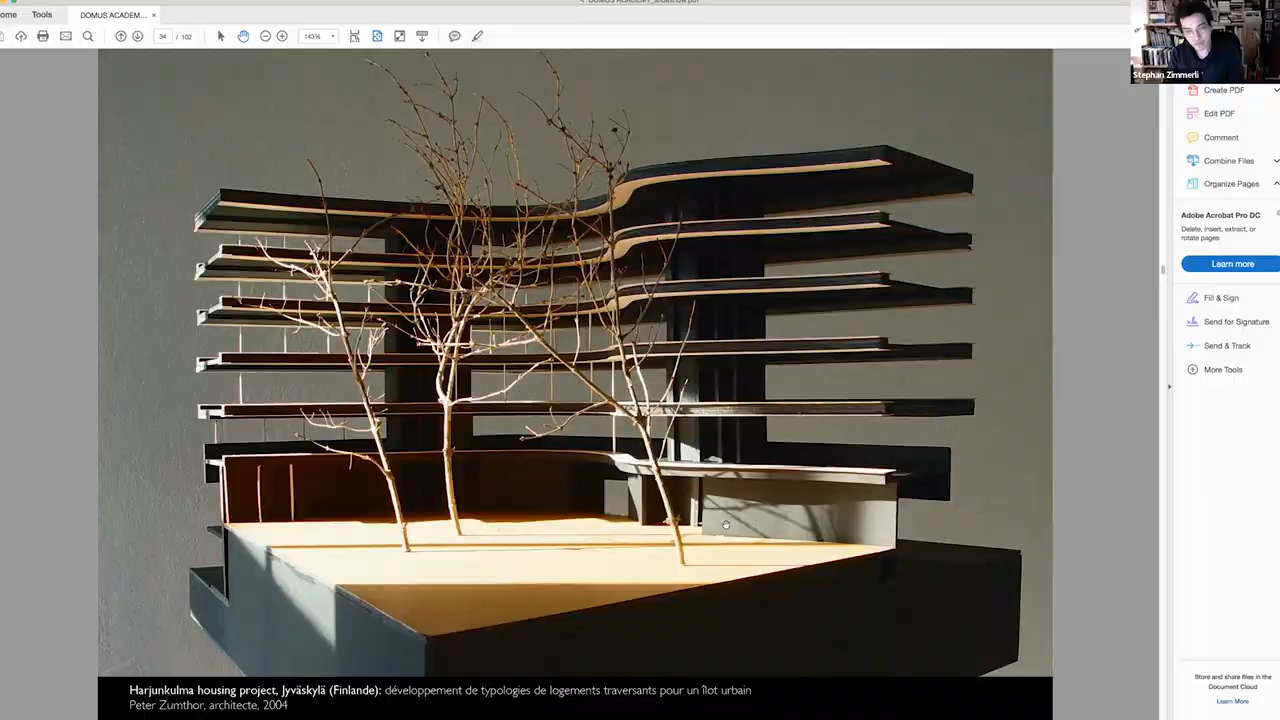 ome Tools DOMUS ACADEM... ×
34 / 102 143%
Stephan Zimmerli
Create PDF
Edit PDF
Comment
Combine Files
Organize Pages
Adobe Acrobat Pro DC
Delete, insert, extract, or
rotate pages
Learn more
Fill & Sign
Send for Signature
Send & Track
More Tools
Harjunkulma housing project, Jyväskylä (Finlande): développement de typologies de logements traversants pour un îlot urbain
Peter Zumthor, architecte, 2004
Store and share files in the
Document Cloud
Learn More